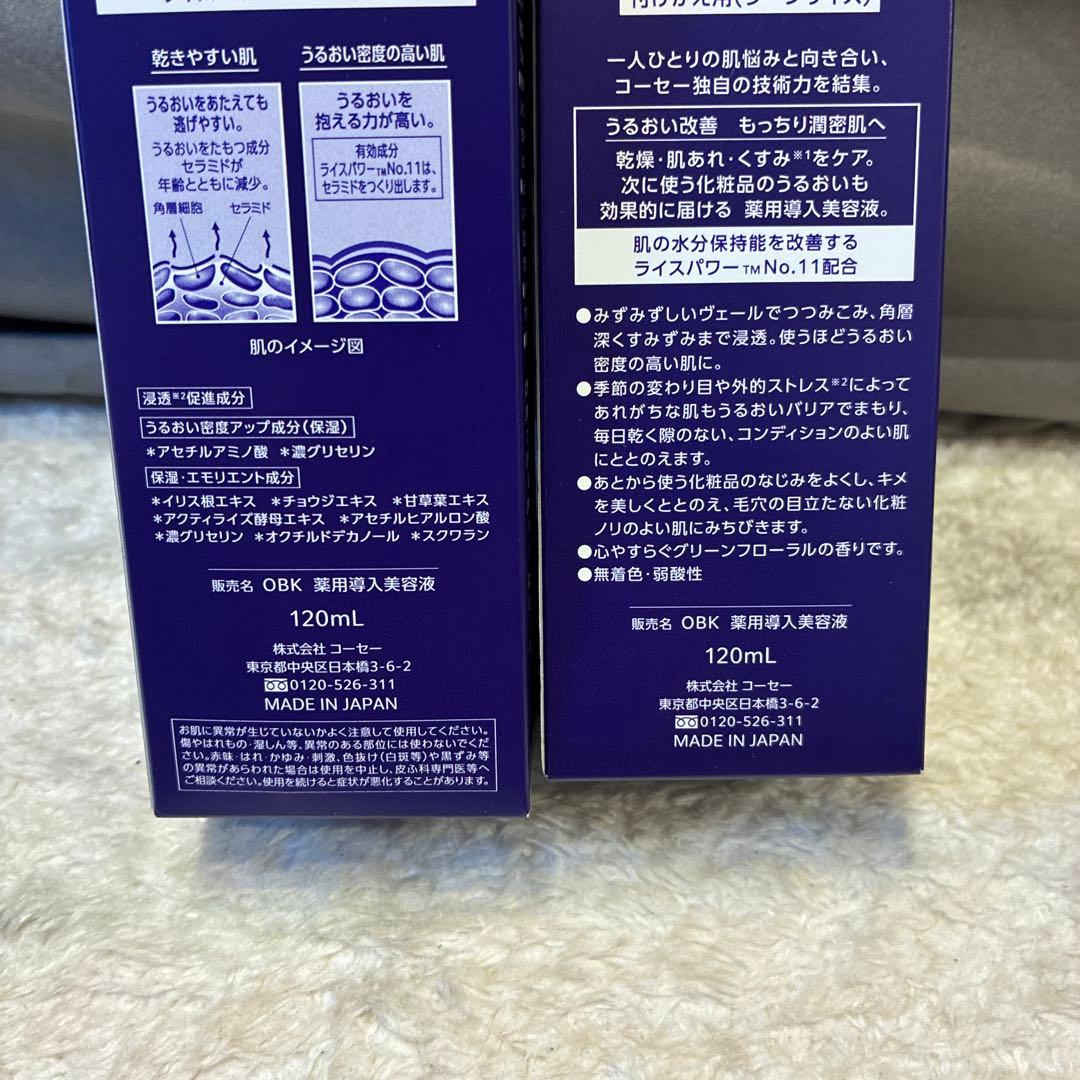 乾きやすい肌
うるおいをあたえても
逃げやすい。
うるおいをたもつ成分
セラミドが
年齢とともに減少。
角層細胞
セラミド
うるおい密度の高い肌
うるおいを
抱える力が高い。
有効成分
ライスパワー™No.11は、
セラミドをつくり出します。
肌のイメージ図
浸透※2促進成分
うるおい密度アップ成分(保湿)
*アセチルアミノ酸 *濃グリセリン
保湿・エモリエント成分
*イリス根エキス *チョウジエキス *甘草葉エキス
*アクティライズ酵母エキス *アセチルヒアルロン酸
*濃グリセリン *オクチルドデカノール *スクワラン
販売名 OBK 薬用導入美容液
120mL
株式会社 コーセー
東京都中央区日本橋3-6-2
0120-526-311
MADE IN JAPAN
お肌に異常が生じていないかよく注意して使用してください。
傷やはれもの・湿しん等、異常のある部位には使わないでくだ
さい。赤味・はれ・かゆみ・刺激、色抜け(白斑等)や黒ずみ等
の異常があらわれた場合は使用を中止し、皮ふ科専門医等へ
ご相談ください。使用を続けると症状が悪化することがあります。
一人ひとりの肌悩みと向き合い、
コーセー独自の技術力を結集。
うるおい改善 もっちり潤密肌へ
乾燥・肌あれ・くすみ※1をケア。
次に使う化粧品のうるおいも
効果的に届ける 薬用導入美容液。
肌の水分保持能を改善する
ライスパワー™No.11配合
●みずみずしいヴェールでつつみこみ、角層
深くすみずみまで浸透。使うほどうるおい
密度の高い肌に。
●季節の変わり目や外的ストレス※2によって
あれがちな肌もうるおいバリアでまもり、
毎日乾く隙のない、コンディションのよい肌
にととのえます。
●あとから使う化粧品のなじみをよくし、キメ
を美しくととのえ、毛穴の目立たない化粧
ノリのよい肌にみちびきます。
●心やすらぐグリーンフローラルの香りです。
●無着色・弱酸性
販売名 OBK 薬用導入美容液
120mL
株式会社 コーセー
東京都中央区日本橋3-6-2
0120-526-311
MADE IN JAPAN